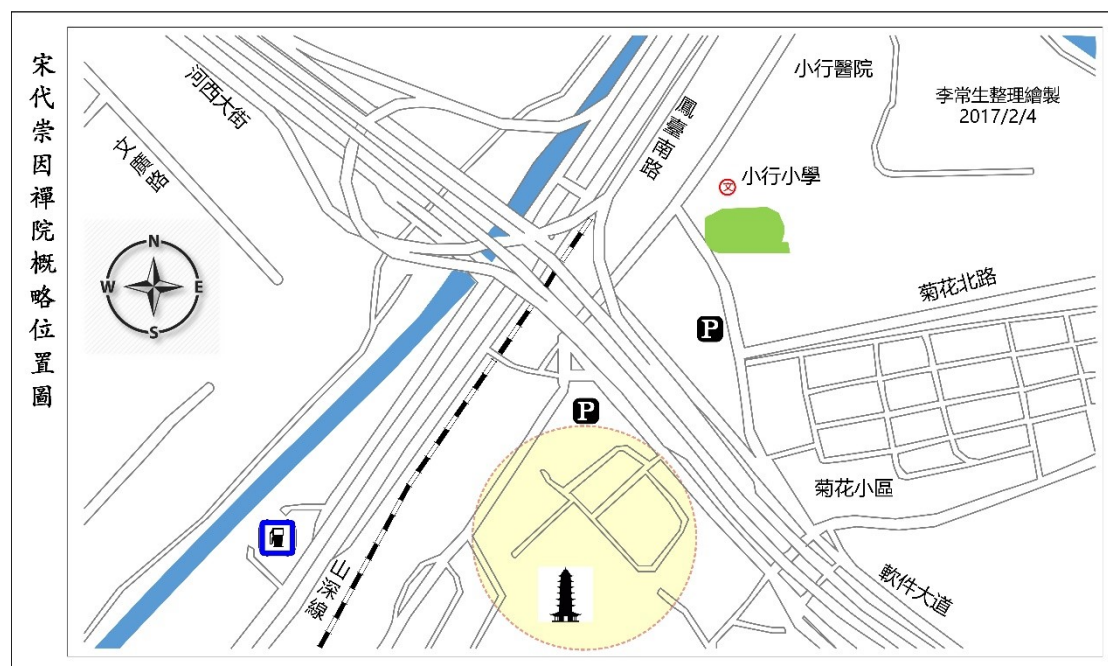 宋代崇因禪院概略位置圖
河西大街
文體路
鳳臺南路
小行醫院
李常生整理繪製
2017/2/4
文
小行小學
N
W
E
S
菊花北路
P
P
菊花小區
山深線
軟件大道